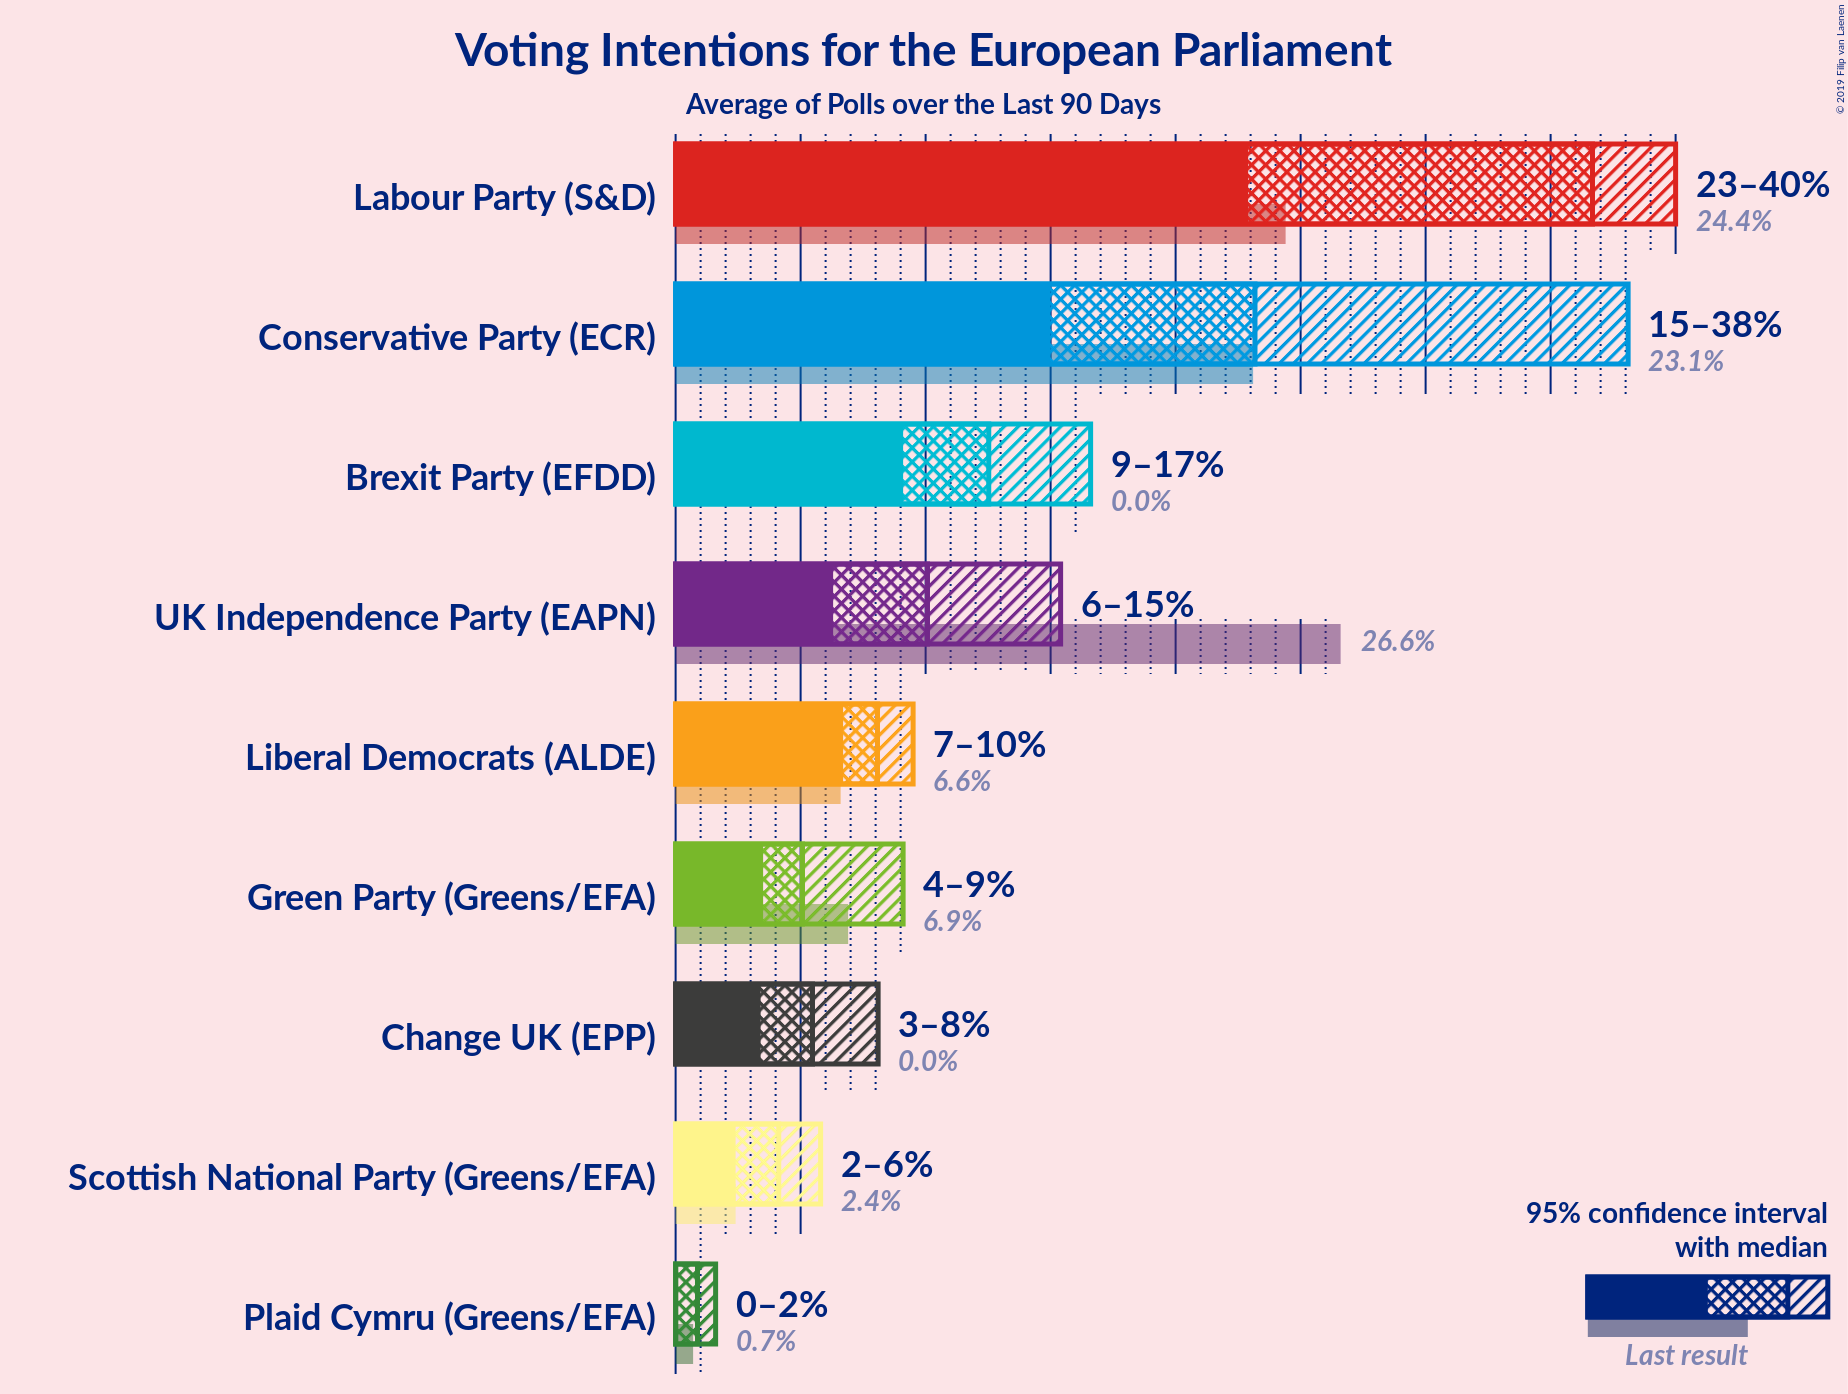 Voting Intentions for the European Parliament
Average of Polls over the Last 90 Days
© 2019 Filip van Laenen
Labour Party (S&D)
23–40%
24.4%
Conservative Party (ECR)
15–38%
23.1%
Brexit Party (EFDD)
9–17%
0.0%
UK Independence Party (EAPN)
6–15%
26.6%
Liberal Democrats (ALDE)
7–10%
6.6%
Green Party (Greens/EFA)
4–9%
6.9%
Change UK (EPP)
3–8%
0.0%
Scottish National Party (Greens/EFA)
2–6%
2.4%
Plaid Cymru (Greens/EFA)
0–2%
0.7%
95% confidence interval
with median
Last result